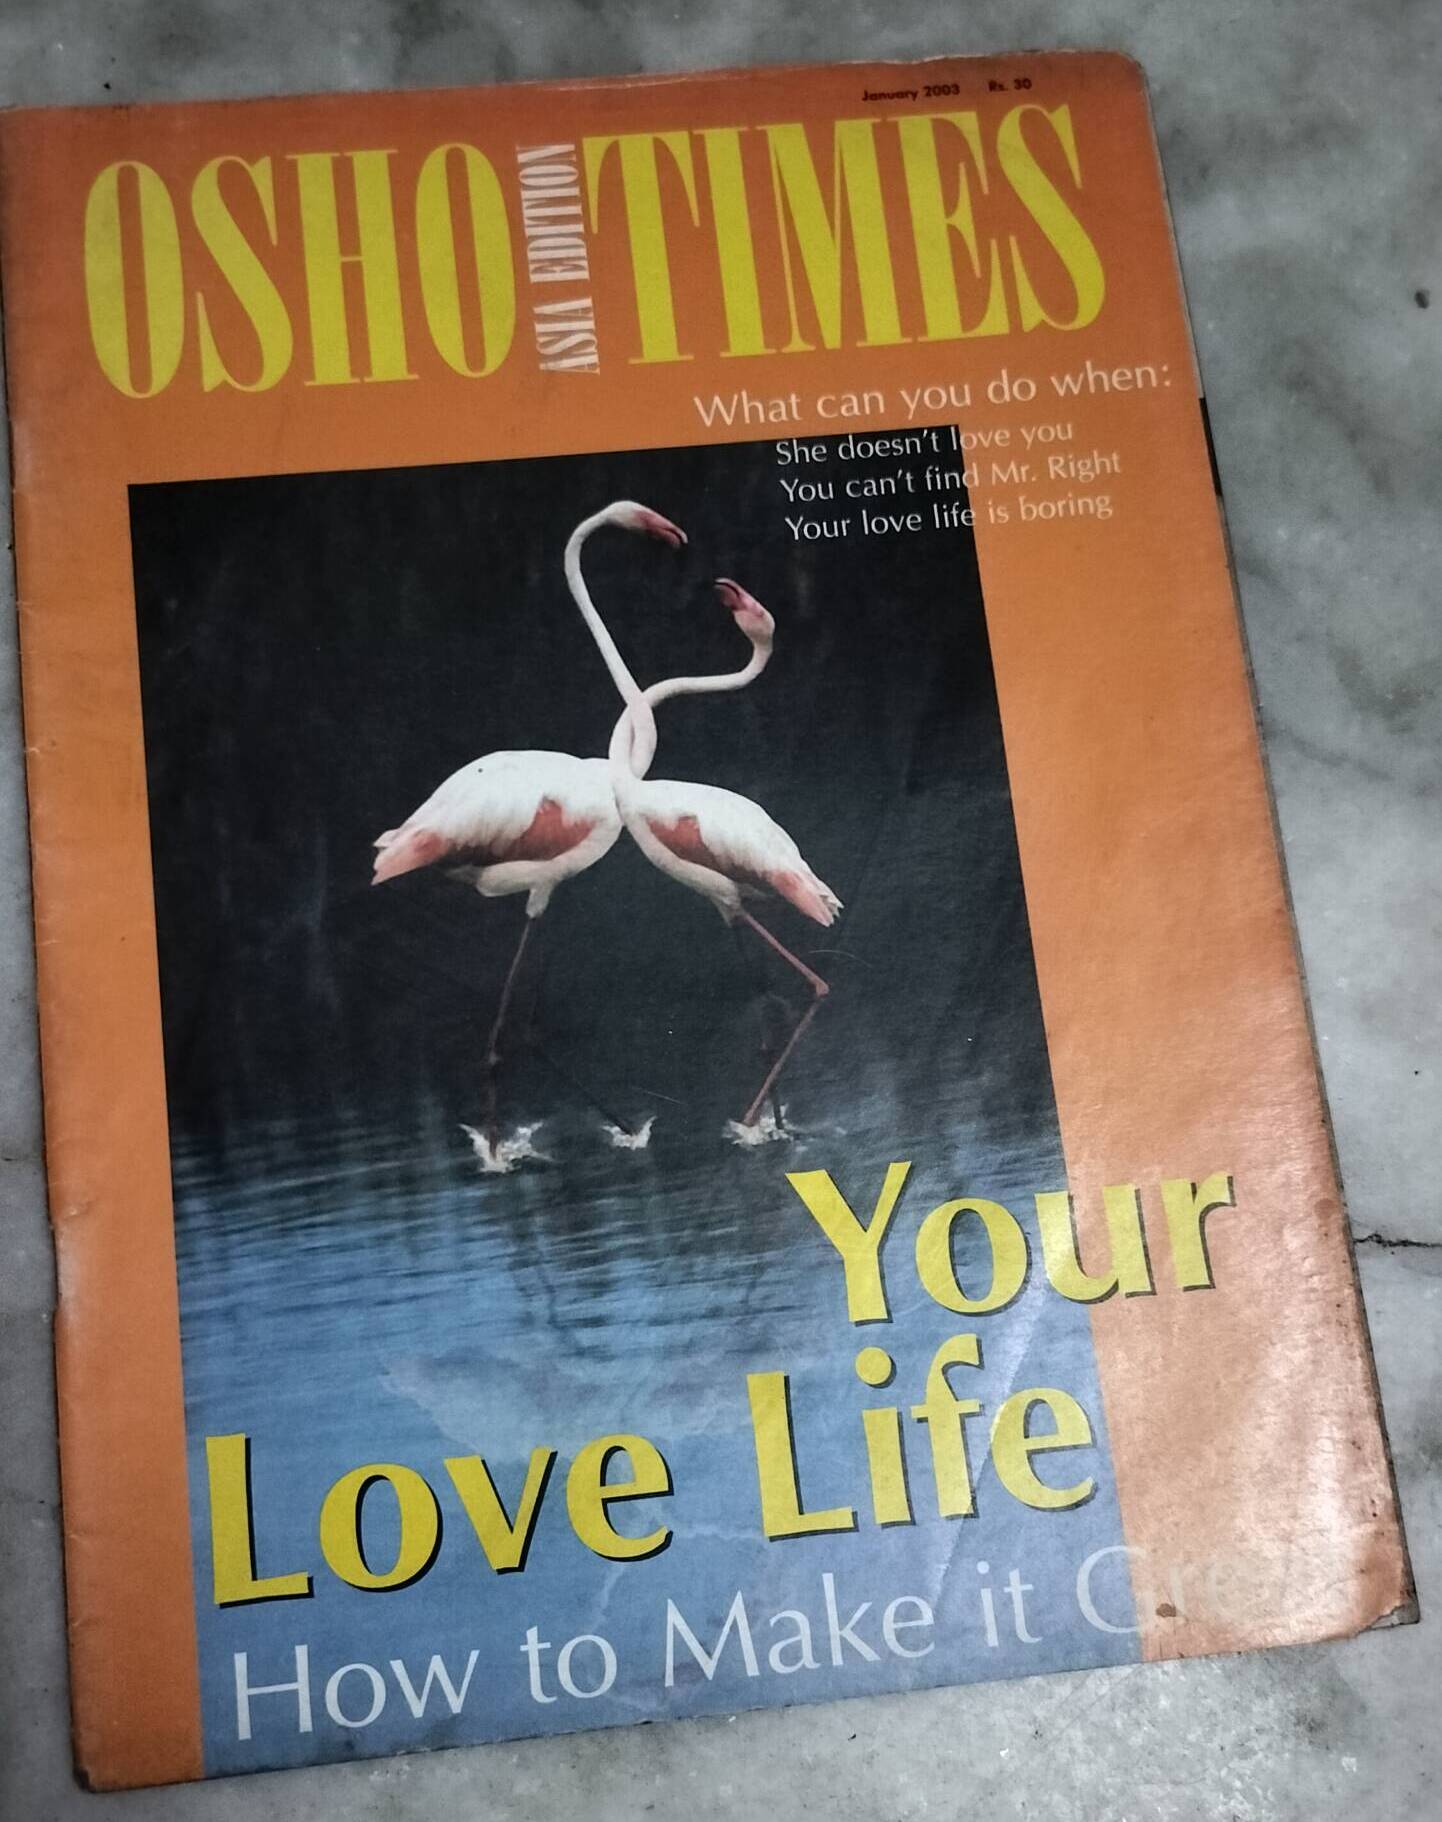 January 2003 Rs. 30
OSHO ASIA EDITION TIMES
What can you do when:
She doesn't love you
You can't find Mr. Right
Your love life is boring
Your
Love Life
How to Make it